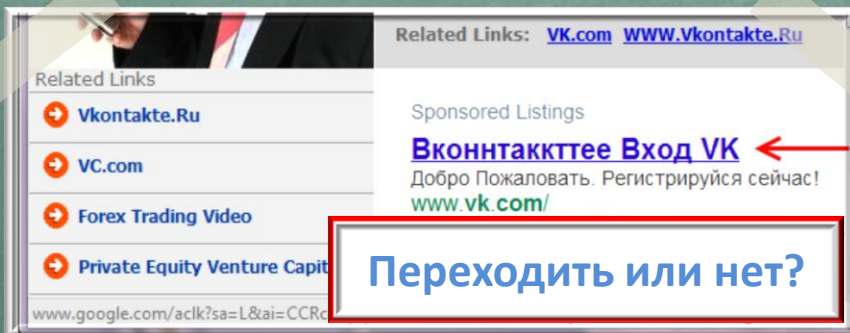 Related Links: VK.com WWW.Vkontakte.Ru
Related Links
Vkontakte.Ru
VC.com
Forex Trading Video
Private Equity Venture Capit
Sponsored Listings
Вконнтаккттее Вход VK
Добро Пожаловать. Регистрируйся сейчас!
www.vk.com/
Переходить или нет?
www.google.com/aclk?sa=L&ai=CCRc